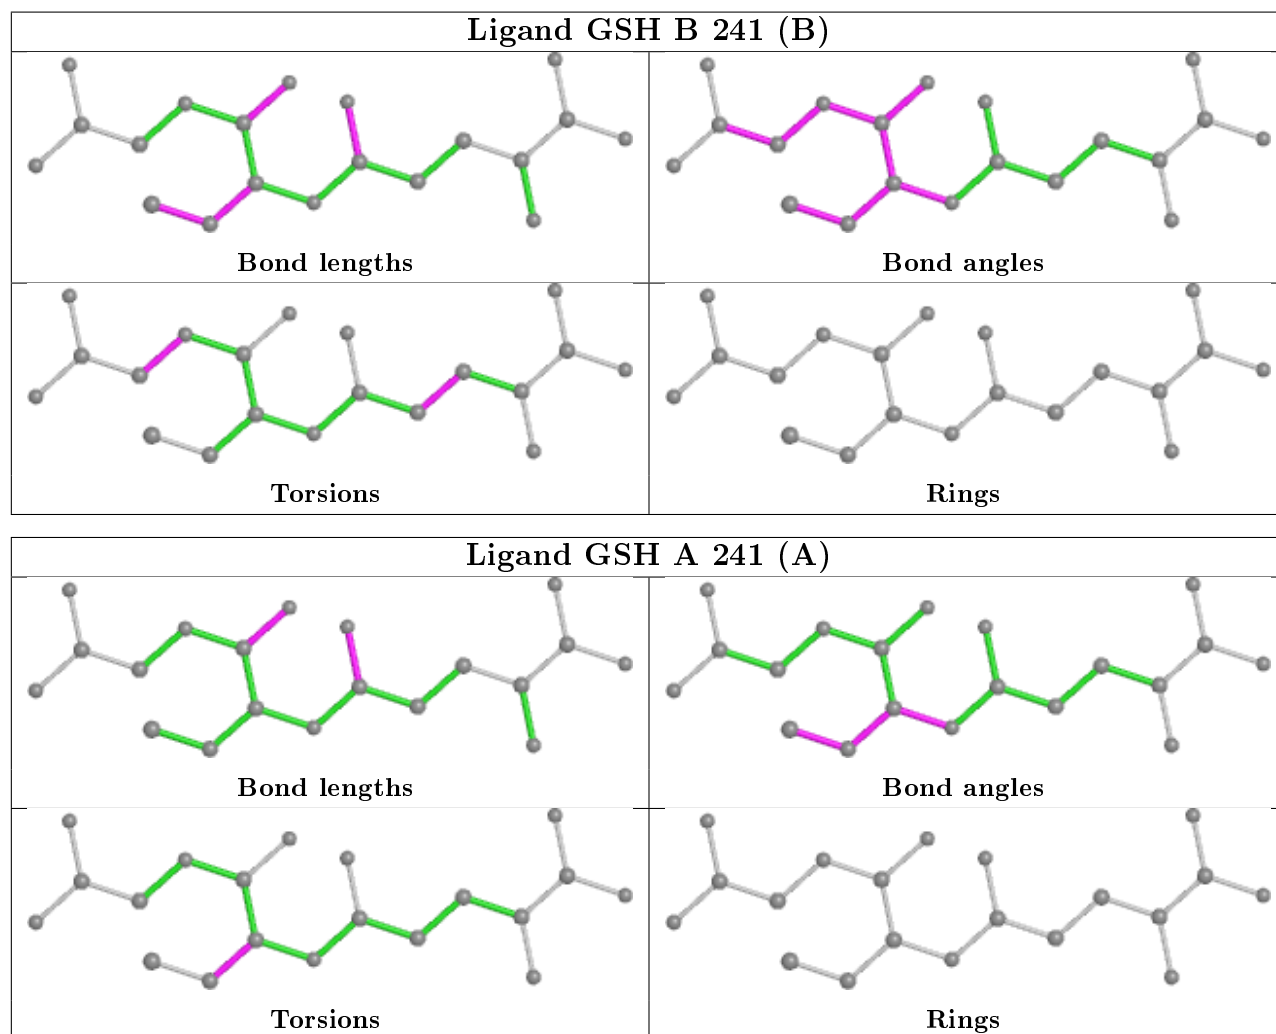 Ligand GSH B 241 (B)
Bond lengths
Bond angles
Torsions
Rings
Ligand GSH A 241 (A)
Bond lengths
Bond angles
Torsions
Rings